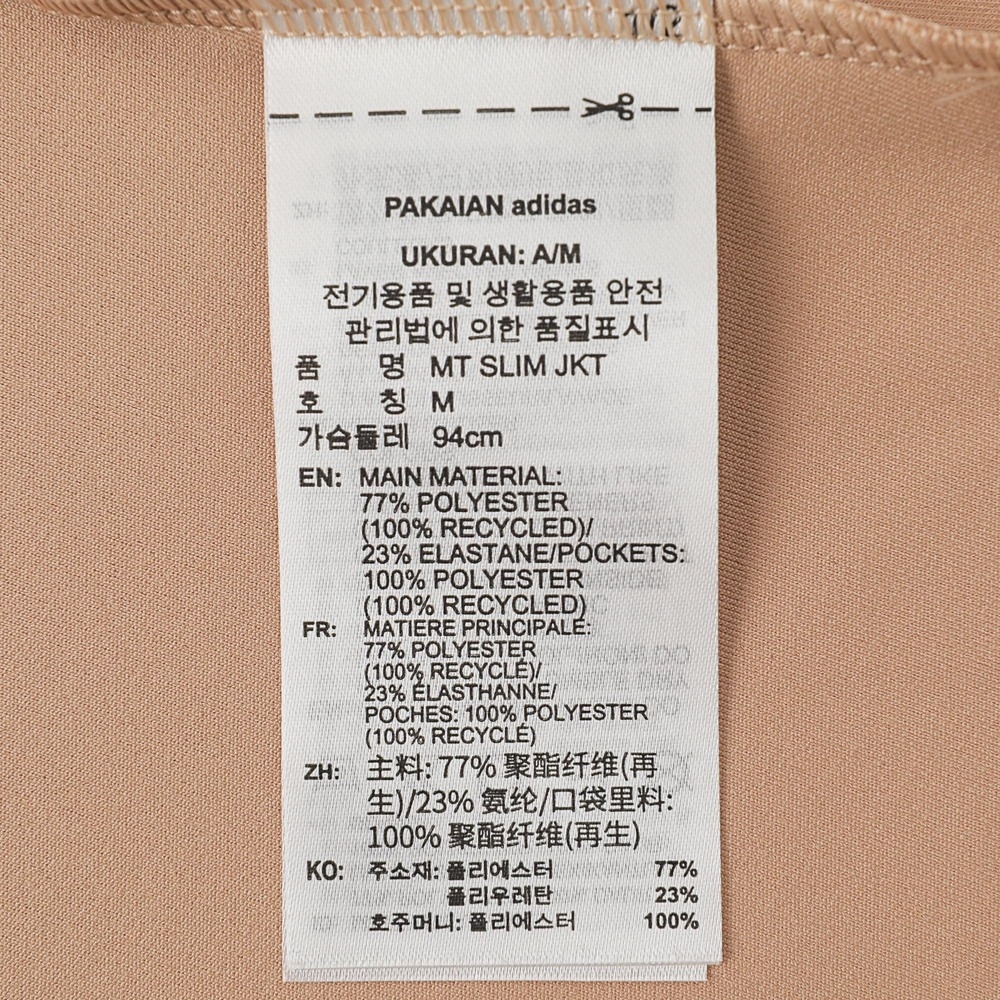 PAKAIAN adidas
UKURAN: A/M
전기용품 및 생활용품 안전
관리법에 의한 품질표시
품 명 MT SLIM JKT
호 칭 M
가슴둘레 94cm
EN: MAIN MATERIAL:
77% POLYESTER
(100% RECYCLED)/
23% ELASTANE/POCKETS:
100% POLYESTER
(100% RECYCLED)
FR: MATIERE PRINCIPALE:
77% POLYESTER
(100% RECYCLÉ)/
23% ÉLASTHANNE/
POCHES: 100% POLYESTER
(100% RECYCLÉ)
ZH: 主料: 77% 聚酯纤维(再
生)/23% 氨纶/口袋里料:
100% 聚酯纤维(再生)
KO: 주소재: 폴리에스터 77%
폴리우레탄 23%
호주머니: 폴리에스터 100%